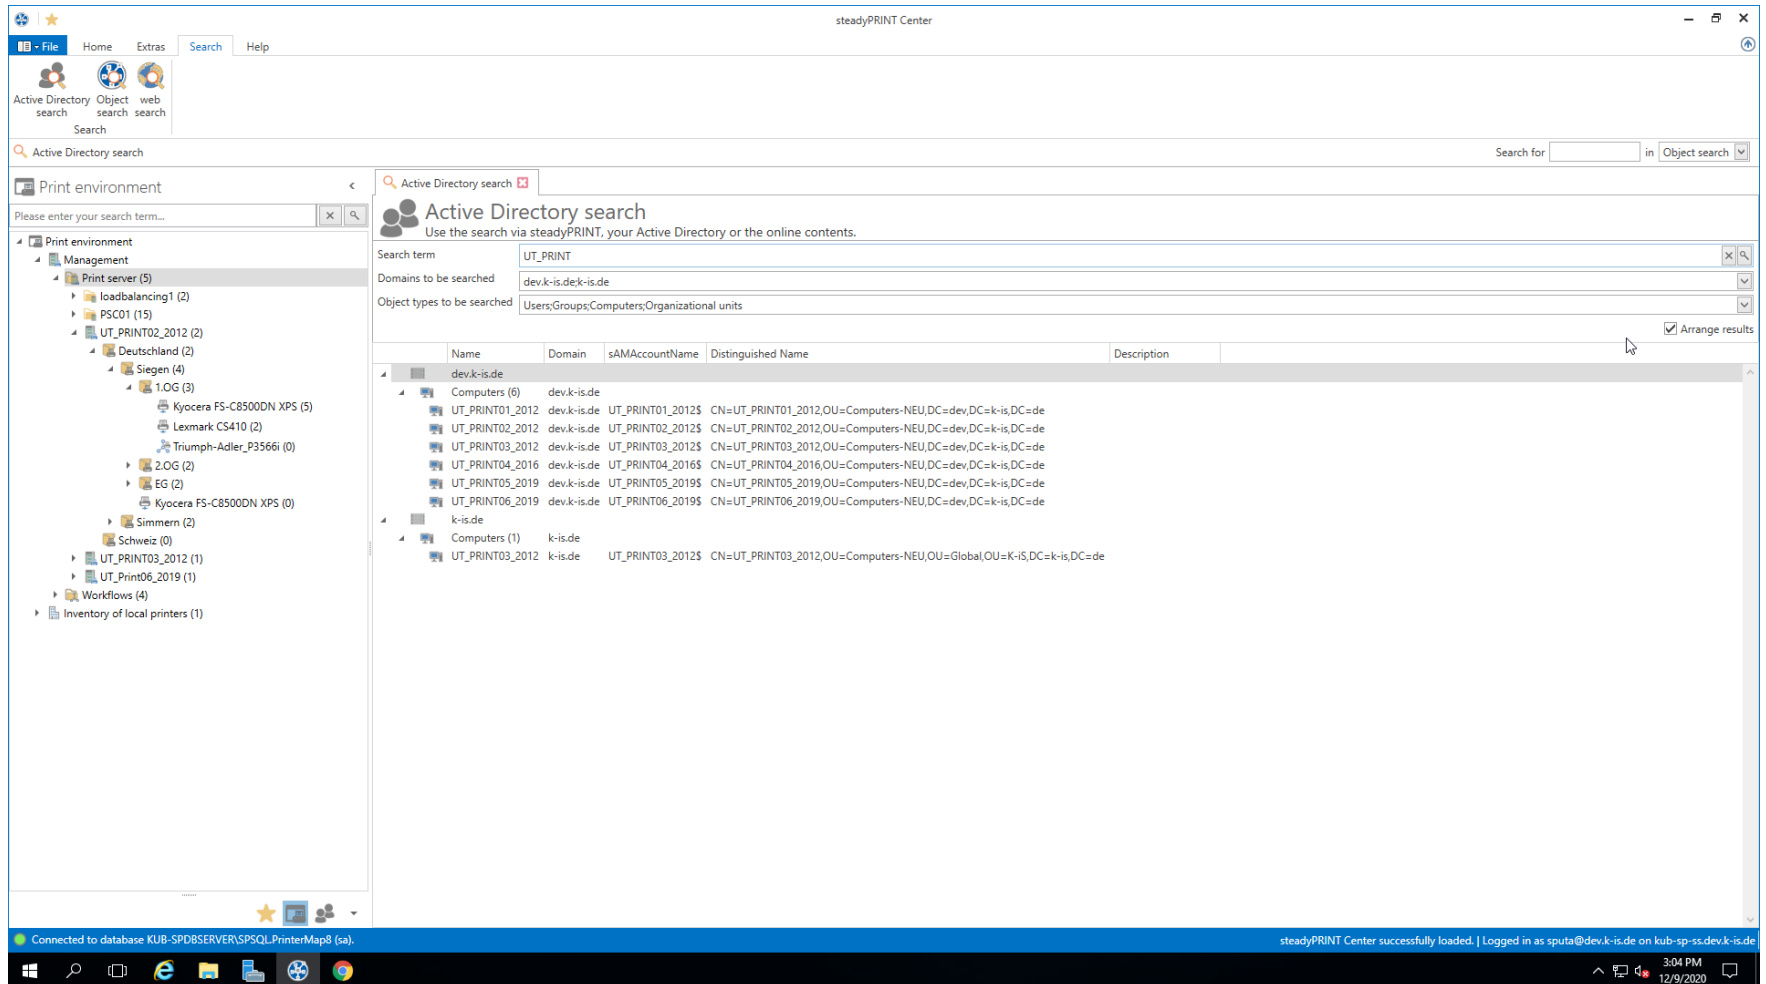 steadyPRINT Center
File Home Extras Search Help
Active Directory search
Object search
web search
Search
Active Directory search
Search for in Object search
Print environment
Please enter your search term...
Print environment
Management
Print server (5)
loadbalancing1 (2)
PSC01 (15)
UT_PRINT02_2012 (2)
Deutschland (2)
Siegen (4)
1.OG (3)
Kyocera FS-C8500DN XPS (5)
Lexmark CS410 (2)
Triumph-Adler_P3566i (0)
2.OG (2)
EG (2)
Kyocera FS-C8500DN XPS (0)
Simmern (2)
Schweiz (0)
UT_PRINT03_2012 (1)
UT_Print06_2019 (1)
Workflows (4)
Inventory of local printers (1)
Active Directory search
Active Directory search
Use the search via steadyPRINT, your Active Directory or the online contents.
Search term UT_PRINT
Domains to be searched dev.k-is.de;k-is.de
Object types to be searched Users;Groups;Computers;Organizational units
Arrange results
Name Domain sAMAccountName Distinguished Name Description
dev.k-is.de
Computers (6) dev.k-is.de
UT_PRINT01_2012 dev.k-is.de UT_PRINT01_2012$ CN=UT_PRINT01_2012,OU=Computers-NEU,DC=dev,DC=k-is,DC=de
UT_PRINT02_2012 dev.k-is.de UT_PRINT02_2012$ CN=UT_PRINT02_2012,OU=Computers-NEU,DC=dev,DC=k-is,DC=de
UT_PRINT03_2012 dev.k-is.de UT_PRINT03_2012$ CN=UT_PRINT03_2012,OU=Computers-NEU,DC=dev,DC=k-is,DC=de
UT_PRINT04_2016 dev.k-is.de UT_PRINT04_2016$ CN=UT_PRINT04_2016,OU=Computers-NEU,DC=dev,DC=k-is,DC=de
UT_PRINT05_2019 dev.k-is.de UT_PRINT05_2019$ CN=UT_PRINT05_2019,OU=Computers-NEU,DC=dev,DC=k-is,DC=de
UT_PRINT06_2019 dev.k-is.de UT_PRINT06_2019$ CN=UT_PRINT06_2019,OU=Computers-NEU,DC=dev,DC=k-is,DC=de
k-is.de
Computers (1) k-is.de
UT_PRINT03_2012 k-is.de UT_PRINT03_2012$ CN=UT_PRINT03_2012,OU=Computers-NEU,OU=Global,OU=K-iS,DC=k-is,DC=de
Connected to database KUB-SPDBSERVER\SPSQL.PrinterMap8 (sa).
steadyPRINT Center successfully loaded. | Logged in as sputa@dev.k-is.de on kub-sp-ss.dev.k-is.de
3:04 PM
12/9/2020